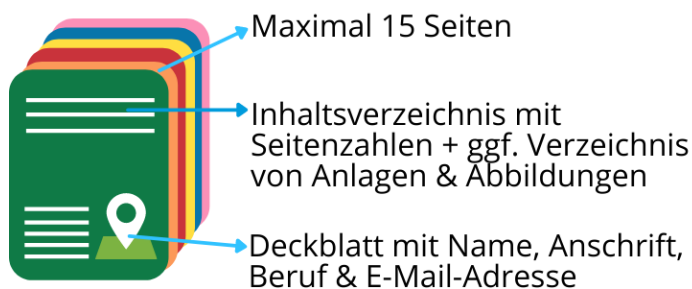 Maximal 15 Seiten
Inhaltsverzeichnis mit
Seitenzahlen + ggf. Verzeichnis
von Anlagen & Abbildungen
Deckblatt mit Name, Anschrift,
Beruf & E-Mail-Adresse